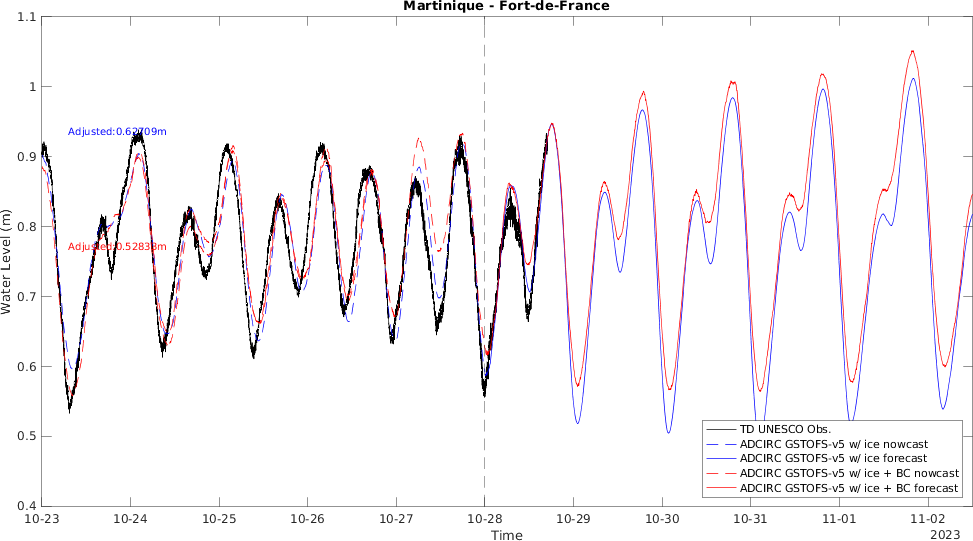 Martinique - Fort-de-France
1.1
1
0.9
0.8
0.7
0.6
0.5
0.4
Water Level (m)
Adjusted:0.62709m
Adjusted:0.52838m
TD UNESCO Obs.
ADCIRC GSTOFS-v5 w/ ice nowcast
ADCIRC GSTOFS-v5 w/ ice forecast
ADCIRC GSTOFS-v5 w/ ice + BC nowcast
ADCIRC GSTOFS-v5 w/ ice + BC forecast
10-23 10-24 10-25 10-26 10-27 10-28 10-29 10-30 10-31 11-01 11-02
Time 2023